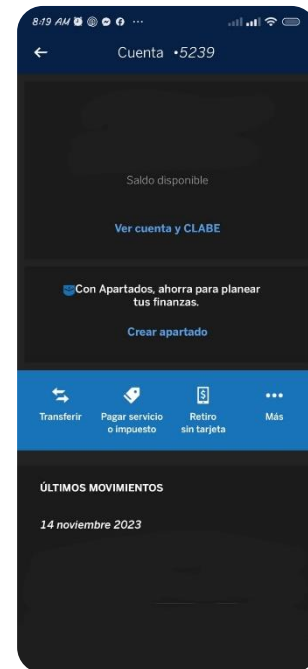 8:19 AM
Cuenta •5239
Saldo disponible
Ver cuenta y CLABE
Con Apartados, ahorra para planear
tus finanzas.
Crear apartado
Transferir
Pagar servicio
o impuesto
Retiro
sin tarjeta
Más
ÚLTIMOS MOVIMIENTOS
14 noviembre 2023